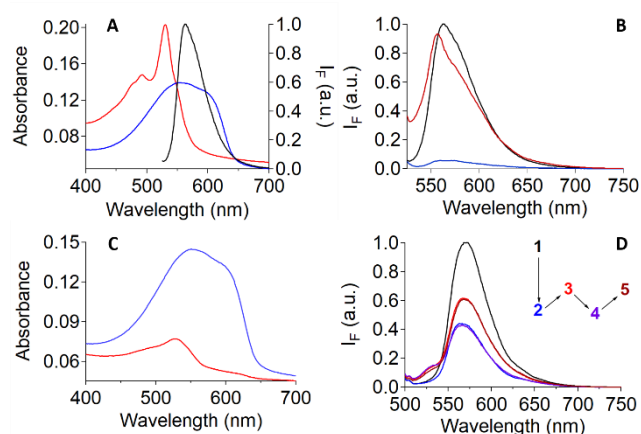 A
0.20
0.16
0.12
0.08
Absorbance
400 500 600 700
Wavelength (nm)
1.0
0.8
0.6
0.4
0.2
0.0
I_F (a.u.)
B
1.0
0.8
0.6
0.4
0.2
0.0
I_F (a.u.)
550 600 650 700 750
Wavelength (nm)
C
0.15
0.12
0.09
0.06
Absorbance
400 500 600 700
Wavelength (nm)
D
1.0
0.8
0.6
0.4
0.2
0.0
I_F (a.u.)
1
2
3
4
5
500 550 600 650 700 750
Wavelength (nm)